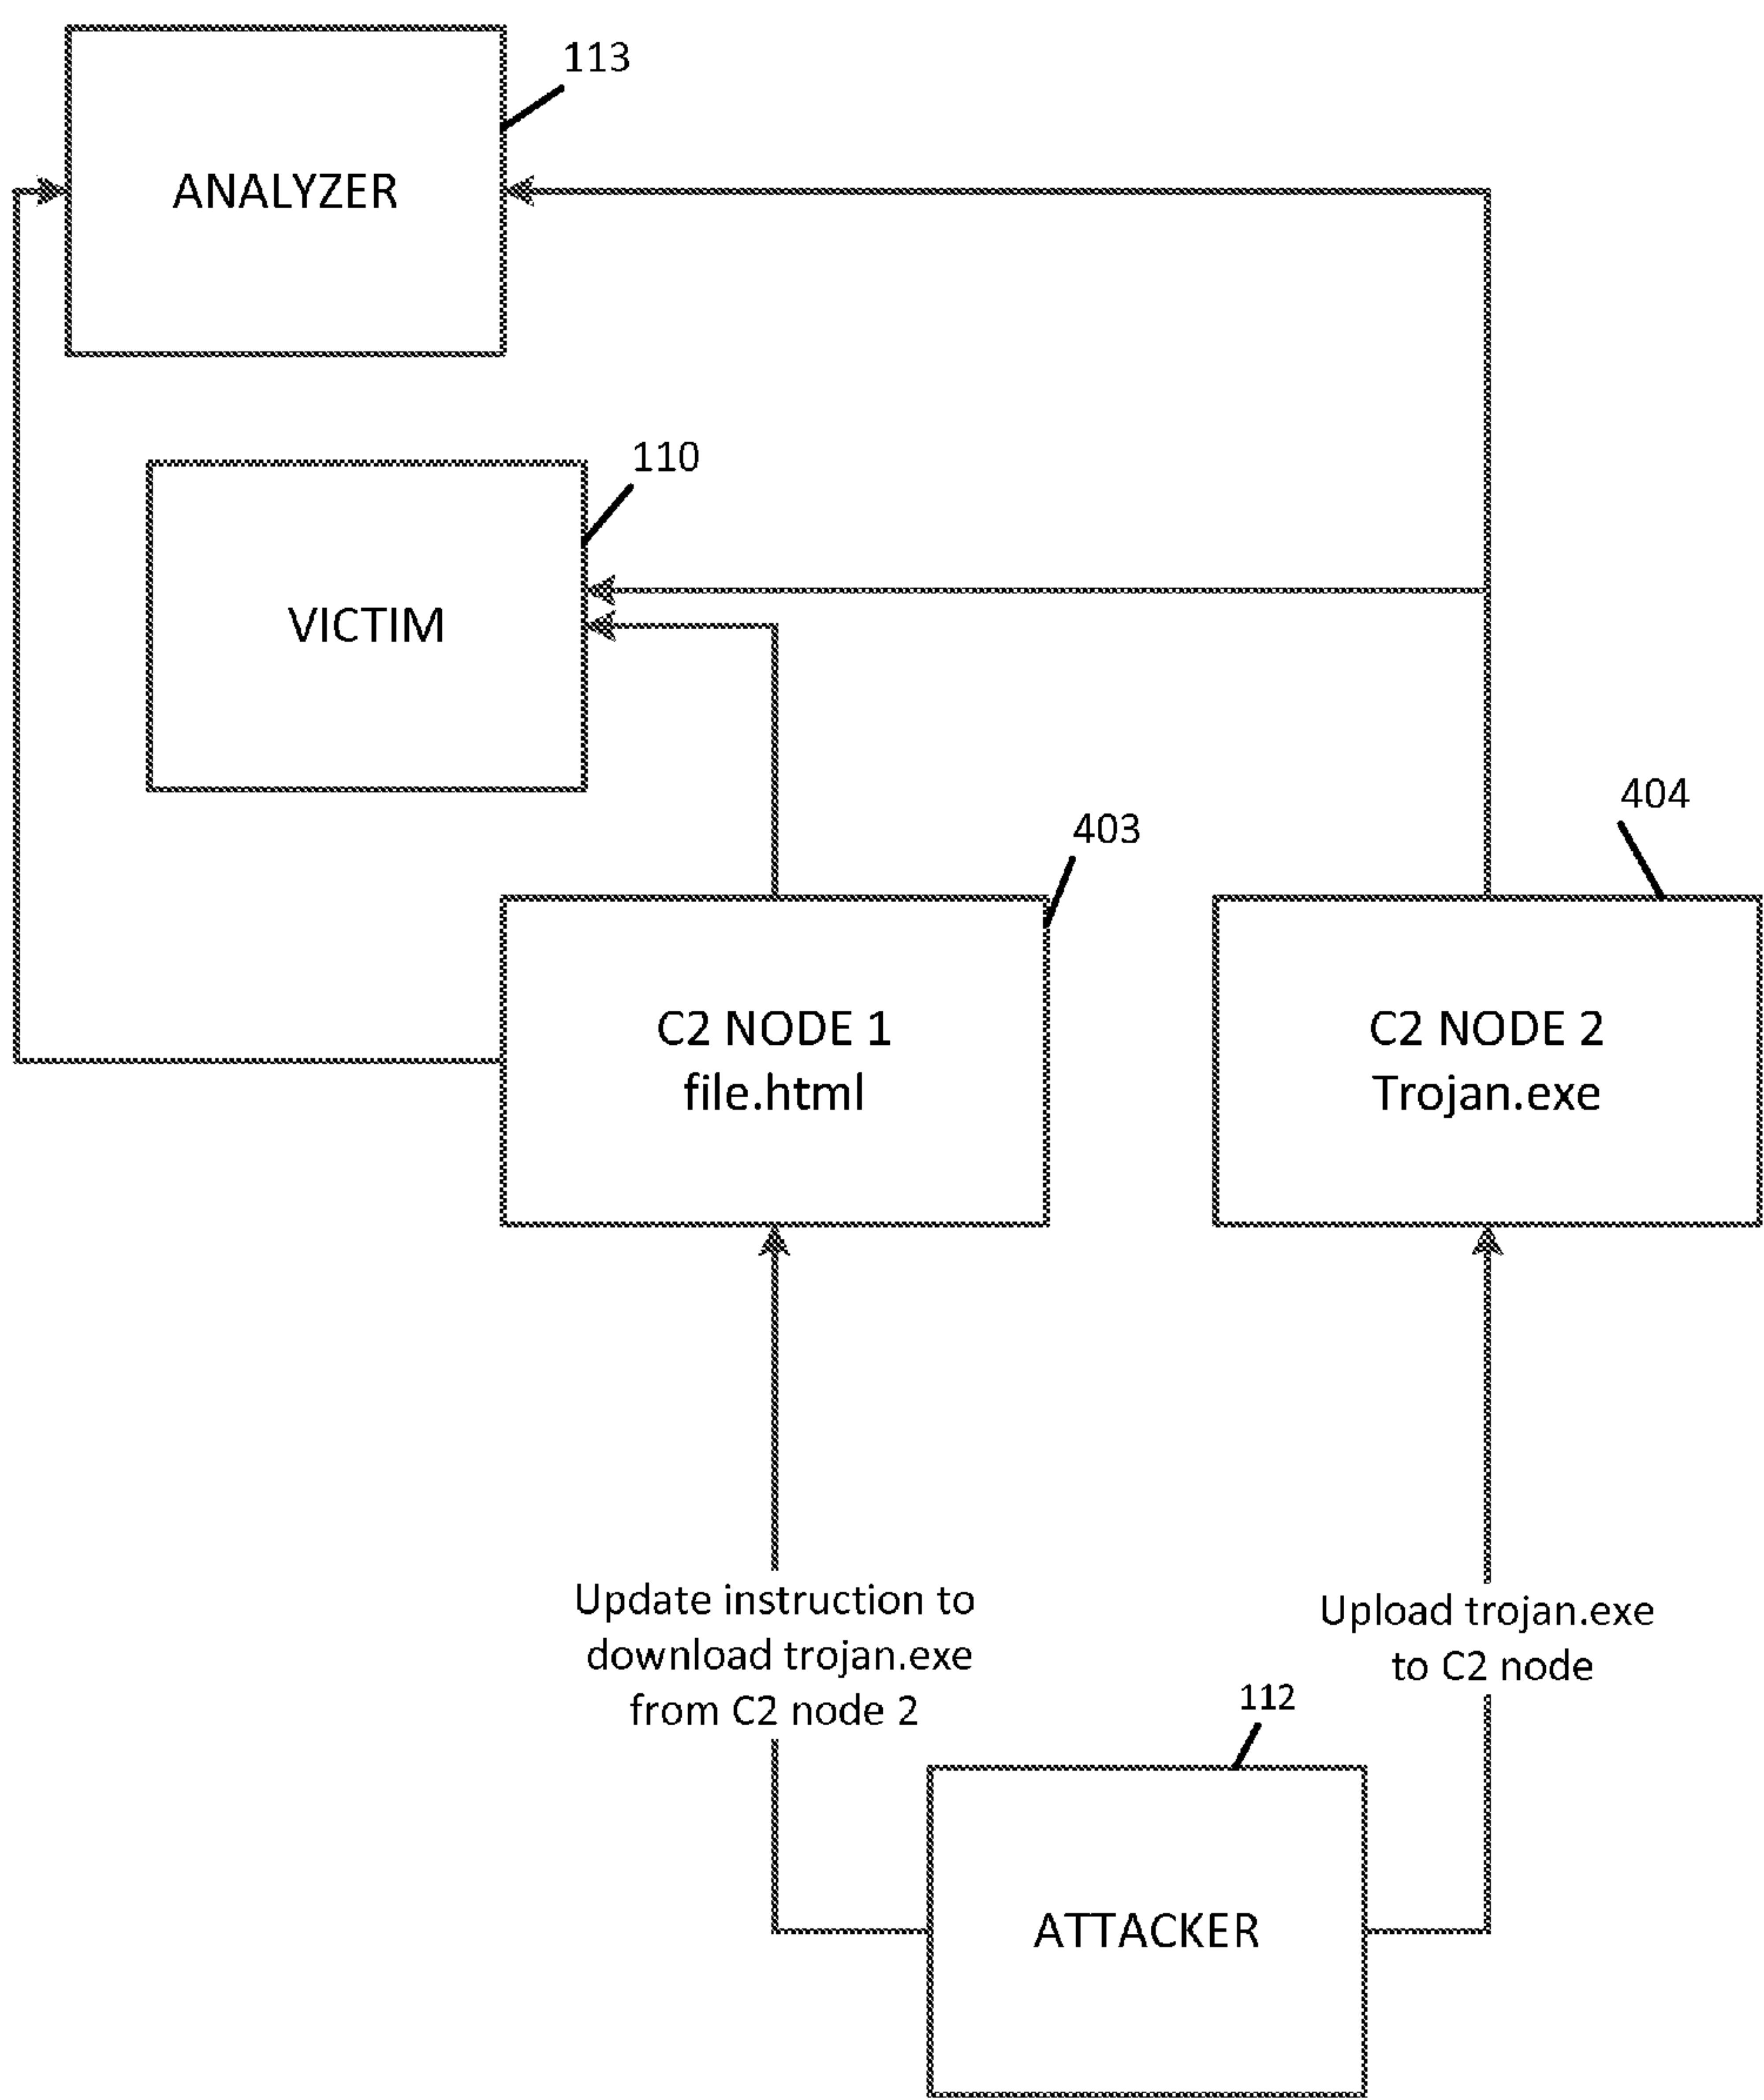 113
ANALYZER
110
VICTIM
404
403
C2 NODE 1
file.html
C2 NODE 2
Trojan.exe
Update instruction to
download trojan.exe
from C2 node 2
Upload trojan.exe
to C2 node
112
ATTACKER